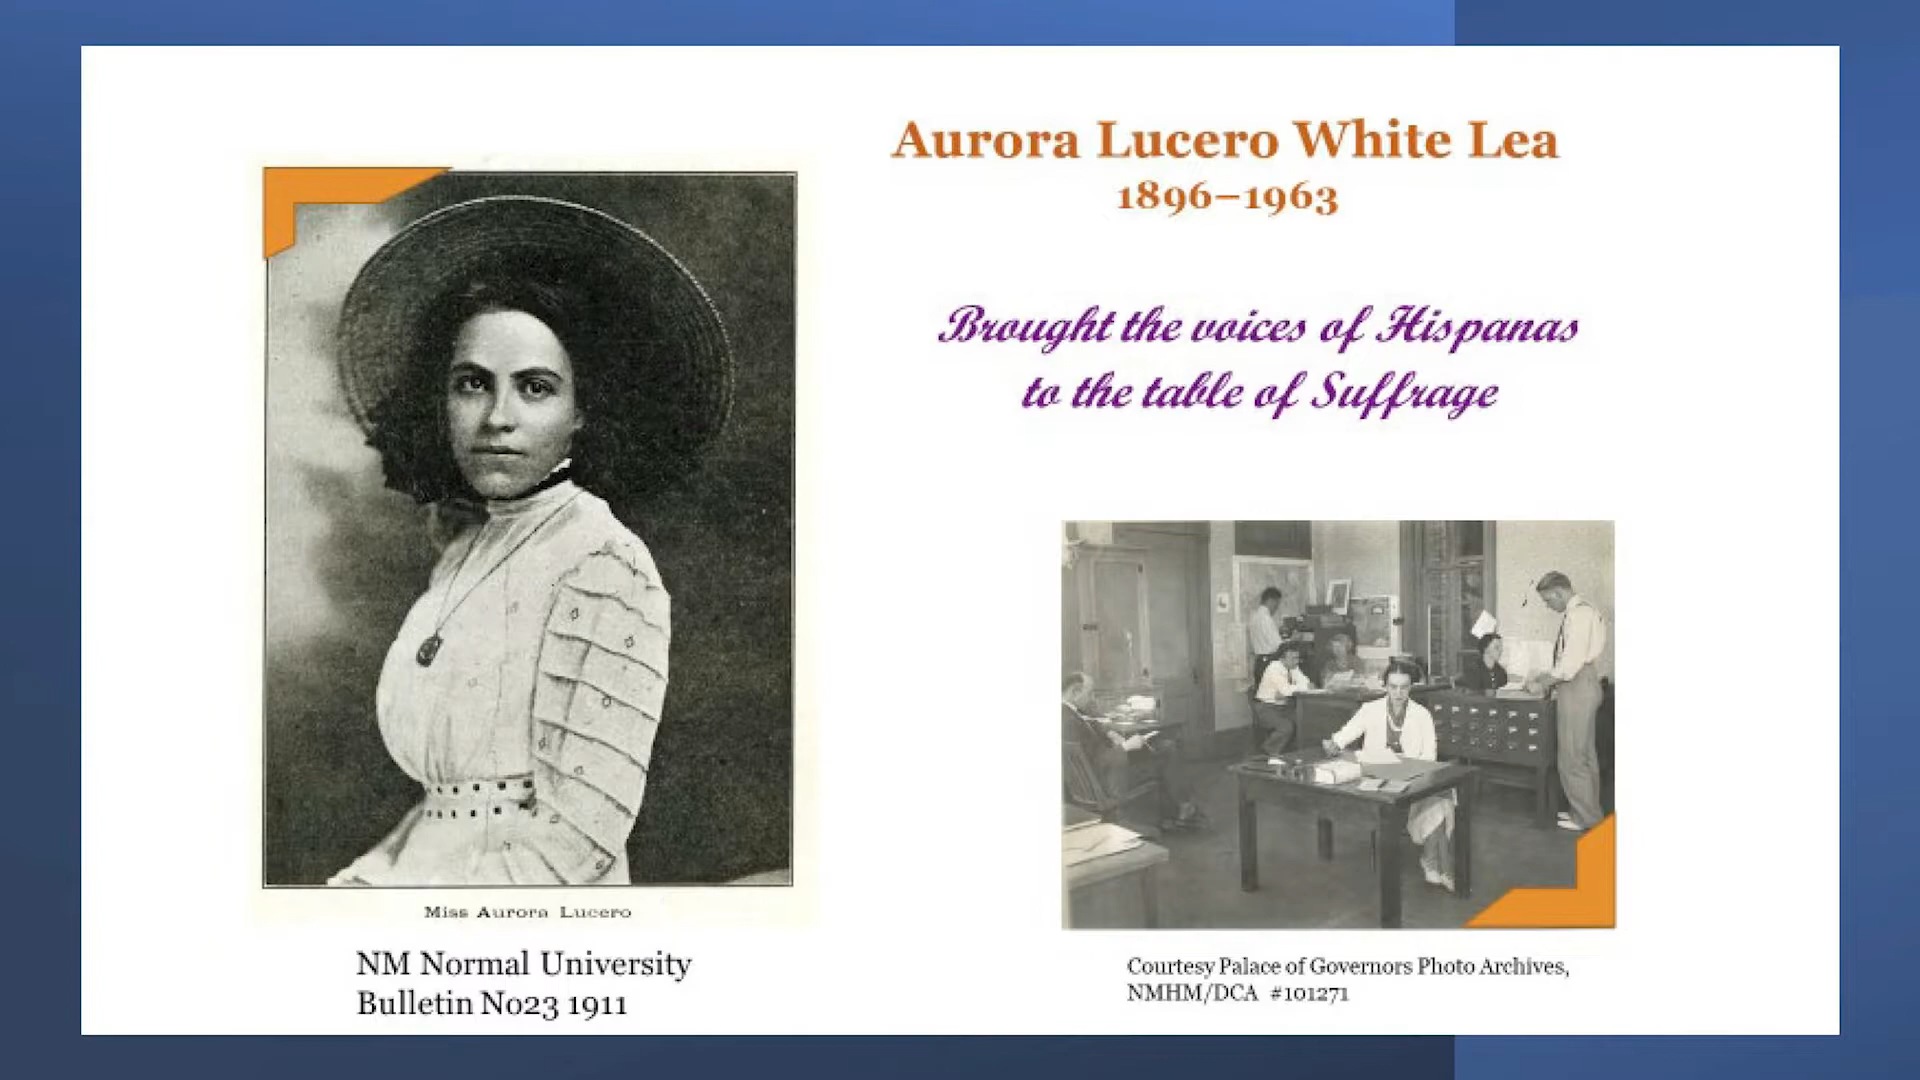 Aurora Lucero White Lea
1896–1963
Brought the voices of Hispanas
to the table of Suffrage
Miss Aurora Lucero
NM Normal University
Bulletin No23 1911
Courtesy Palace of Governors Photo Archives,
NMHM/DCA #101271